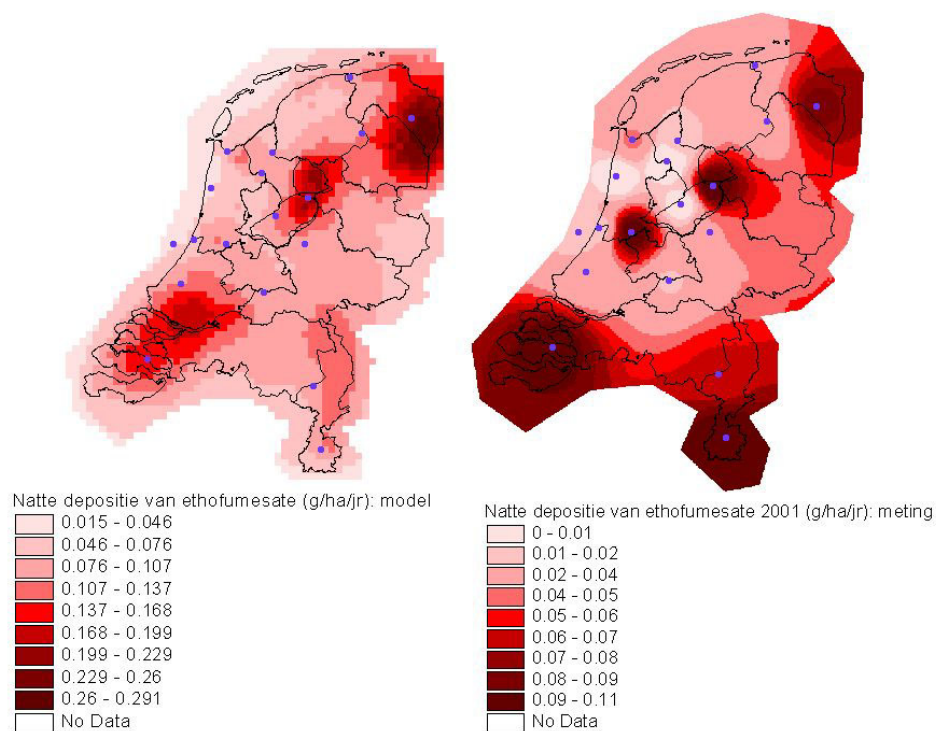 Natte depositie van ethofumesate (g/ha/jr): model
0.015 - 0.046
0.046 - 0.076
0.076 - 0.107
0.107 - 0.137
0.137 - 0.168
0.168 - 0.199
0.199 - 0.229
0.229 - 0.26
0.26 - 0.291
No Data
Natte depositie van ethofumesate 2001 (g/ha/jr): meting
0 - 0.01
0.01 - 0.02
0.02 - 0.04
0.04 - 0.05
0.05 - 0.06
0.06 - 0.07
0.07 - 0.08
0.08 - 0.09
0.09 - 0.11
No Data